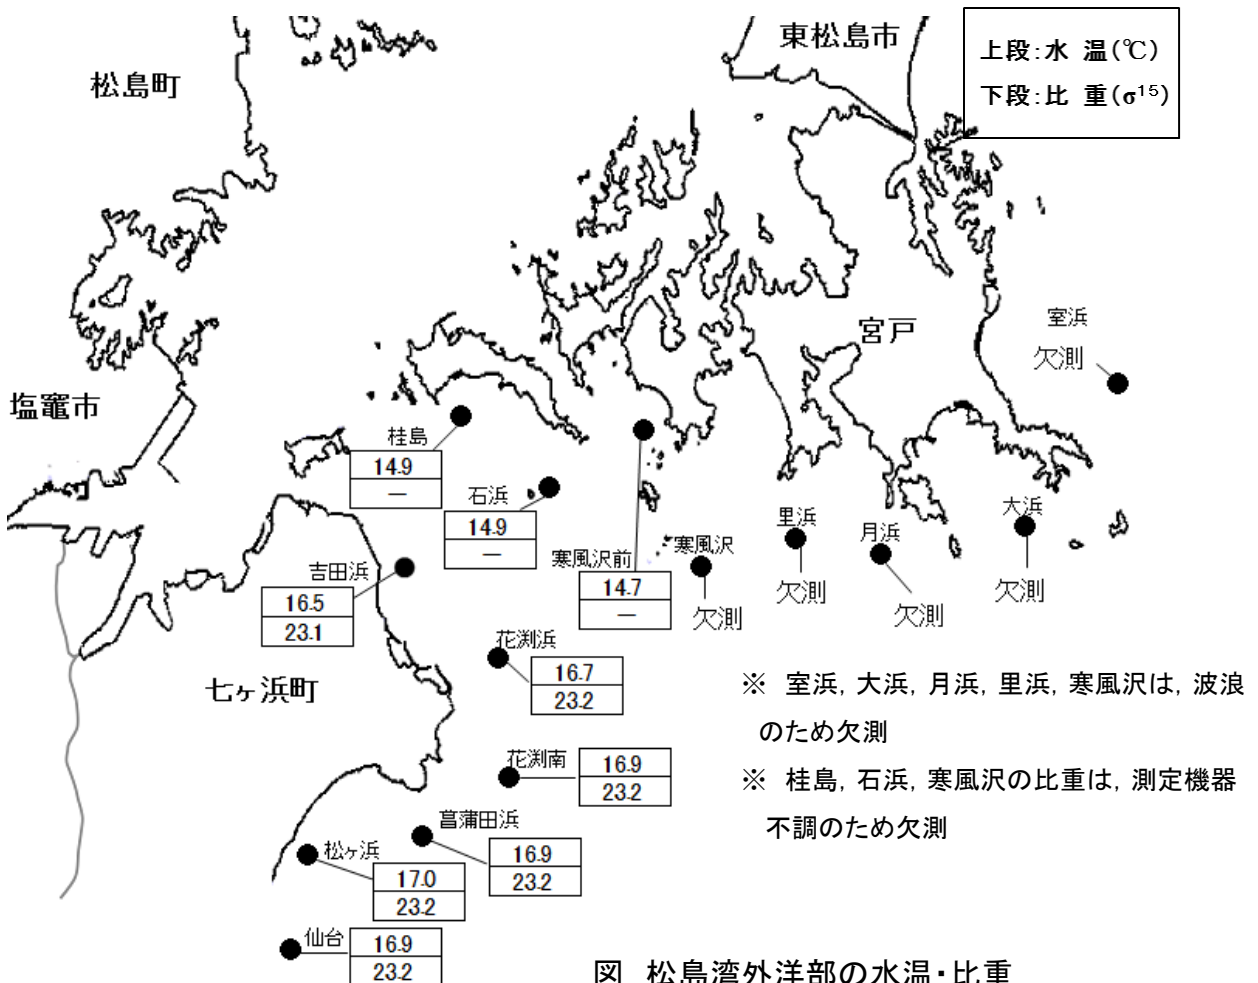 東松島市
上段:水 温(℃)
下段:比 重(σ¹⁵)
松島町
室浜
欠測
宮戸
塩竈市
桂島
14.9
―
石浜
14.9
―
寒風沢前
14.7
―
寒風沢
欠測
里浜
欠測
月浜
欠測
大浜
欠測
吉田浜
16.5
23.1
花渕浜
16.7
23.2
七ヶ浜町
※ 室浜, 大浜, 月浜, 里浜, 寒風沢は, 波浪
のため欠測
※ 桂島, 石浜, 寒風沢の比重は, 測定機器
不調のため欠測
花渕南
16.9
23.2
菖蒲田浜
16.9
23.2
松ヶ浜
17.0
23.2
仙台
16.9
23.2
図 松島湾外洋部の水温・比重